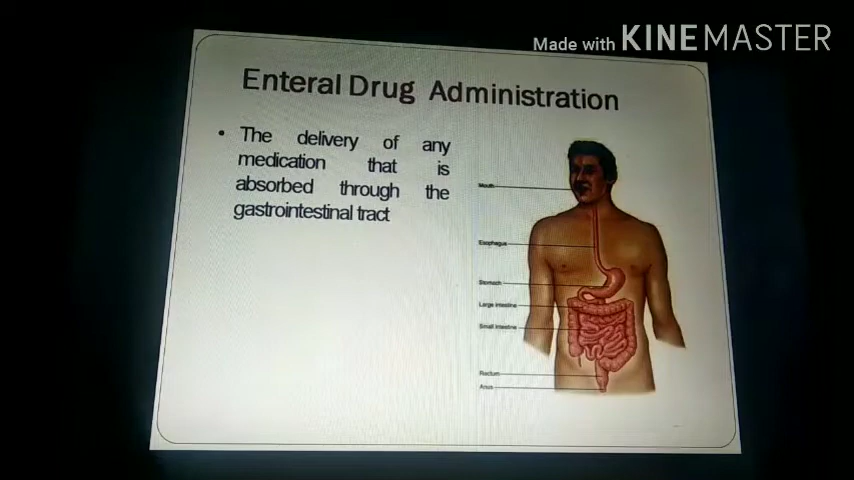 Made with KINEMASTER
Enteral Drug Administration
• The delivery of any
medication that is
absorbed through the
gastrointestinal tract
Mouth
Esophagus
Stomach
Large intestine
Small intestine
Rectum
Anus